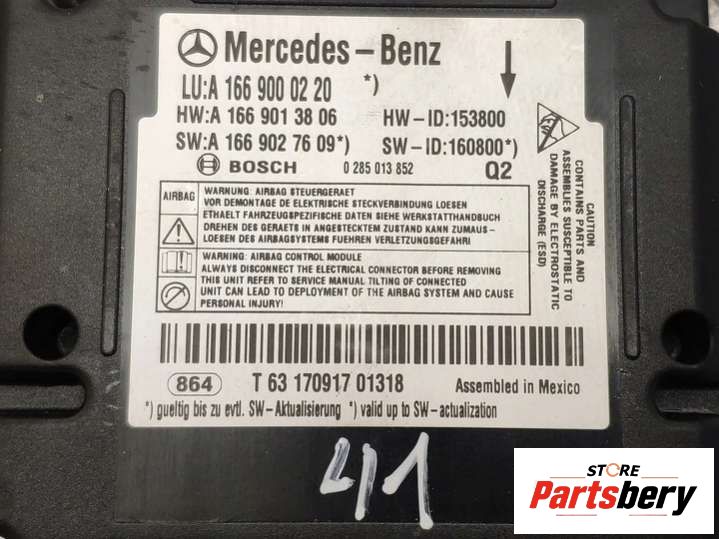 Mercedes-Benz
LU:A 166 900 02 20 *)
HW:A 166 901 38 06 HW-ID:153800
SW:A 166 902 76 09*) SW-ID:160800*)
BOSCH 0 285 013 852 Q2
AIRBAG
WARNUNG: AIRBAG STEUERGERAET
VOR DEMONTAGE DE ELEKTRISCHE STECKVERBINDUNG LOESEN
ETHAELT FAHRZEUGSPEZIFISCHE DATEN SIEHE WERKSTATTHANDBUCH
DREHEN DES GERAETS IN ANGESTECKTEM ZUSTAND KANN ZUMAUS-
LOESEN DES AIRBAGSYSTEMS FUEHREN VERLETZUNGSGEFAHRI
WARNING: AIRBAG CONTROL MODULE
ALWAYS DISCONNECT THE ELECTRICAL CONNECTOR BEFORE REMOVING
THIS UNIT REFER TO SERVICE MANUAL TILTING OF CONNECTED
UNIT CAN LEAD TO DEPLOYMENT OF THE AIRBAG SYSTEM AND CAUSE
PERSONAL INJURY!
CAUTION
CONTAINS PARTS AND
ASSEMBLIES SUSCEPTIBLE TO
DAMAGE BY ELECTROSTATIC
DISCHARGE (ESD)
864 T 63 170917 01318 Assembled in Mexico
*) gueltig bis zu evtl. SW-Aktualisierung *) valid up to SW-actualization
411
STORE
Partsbery